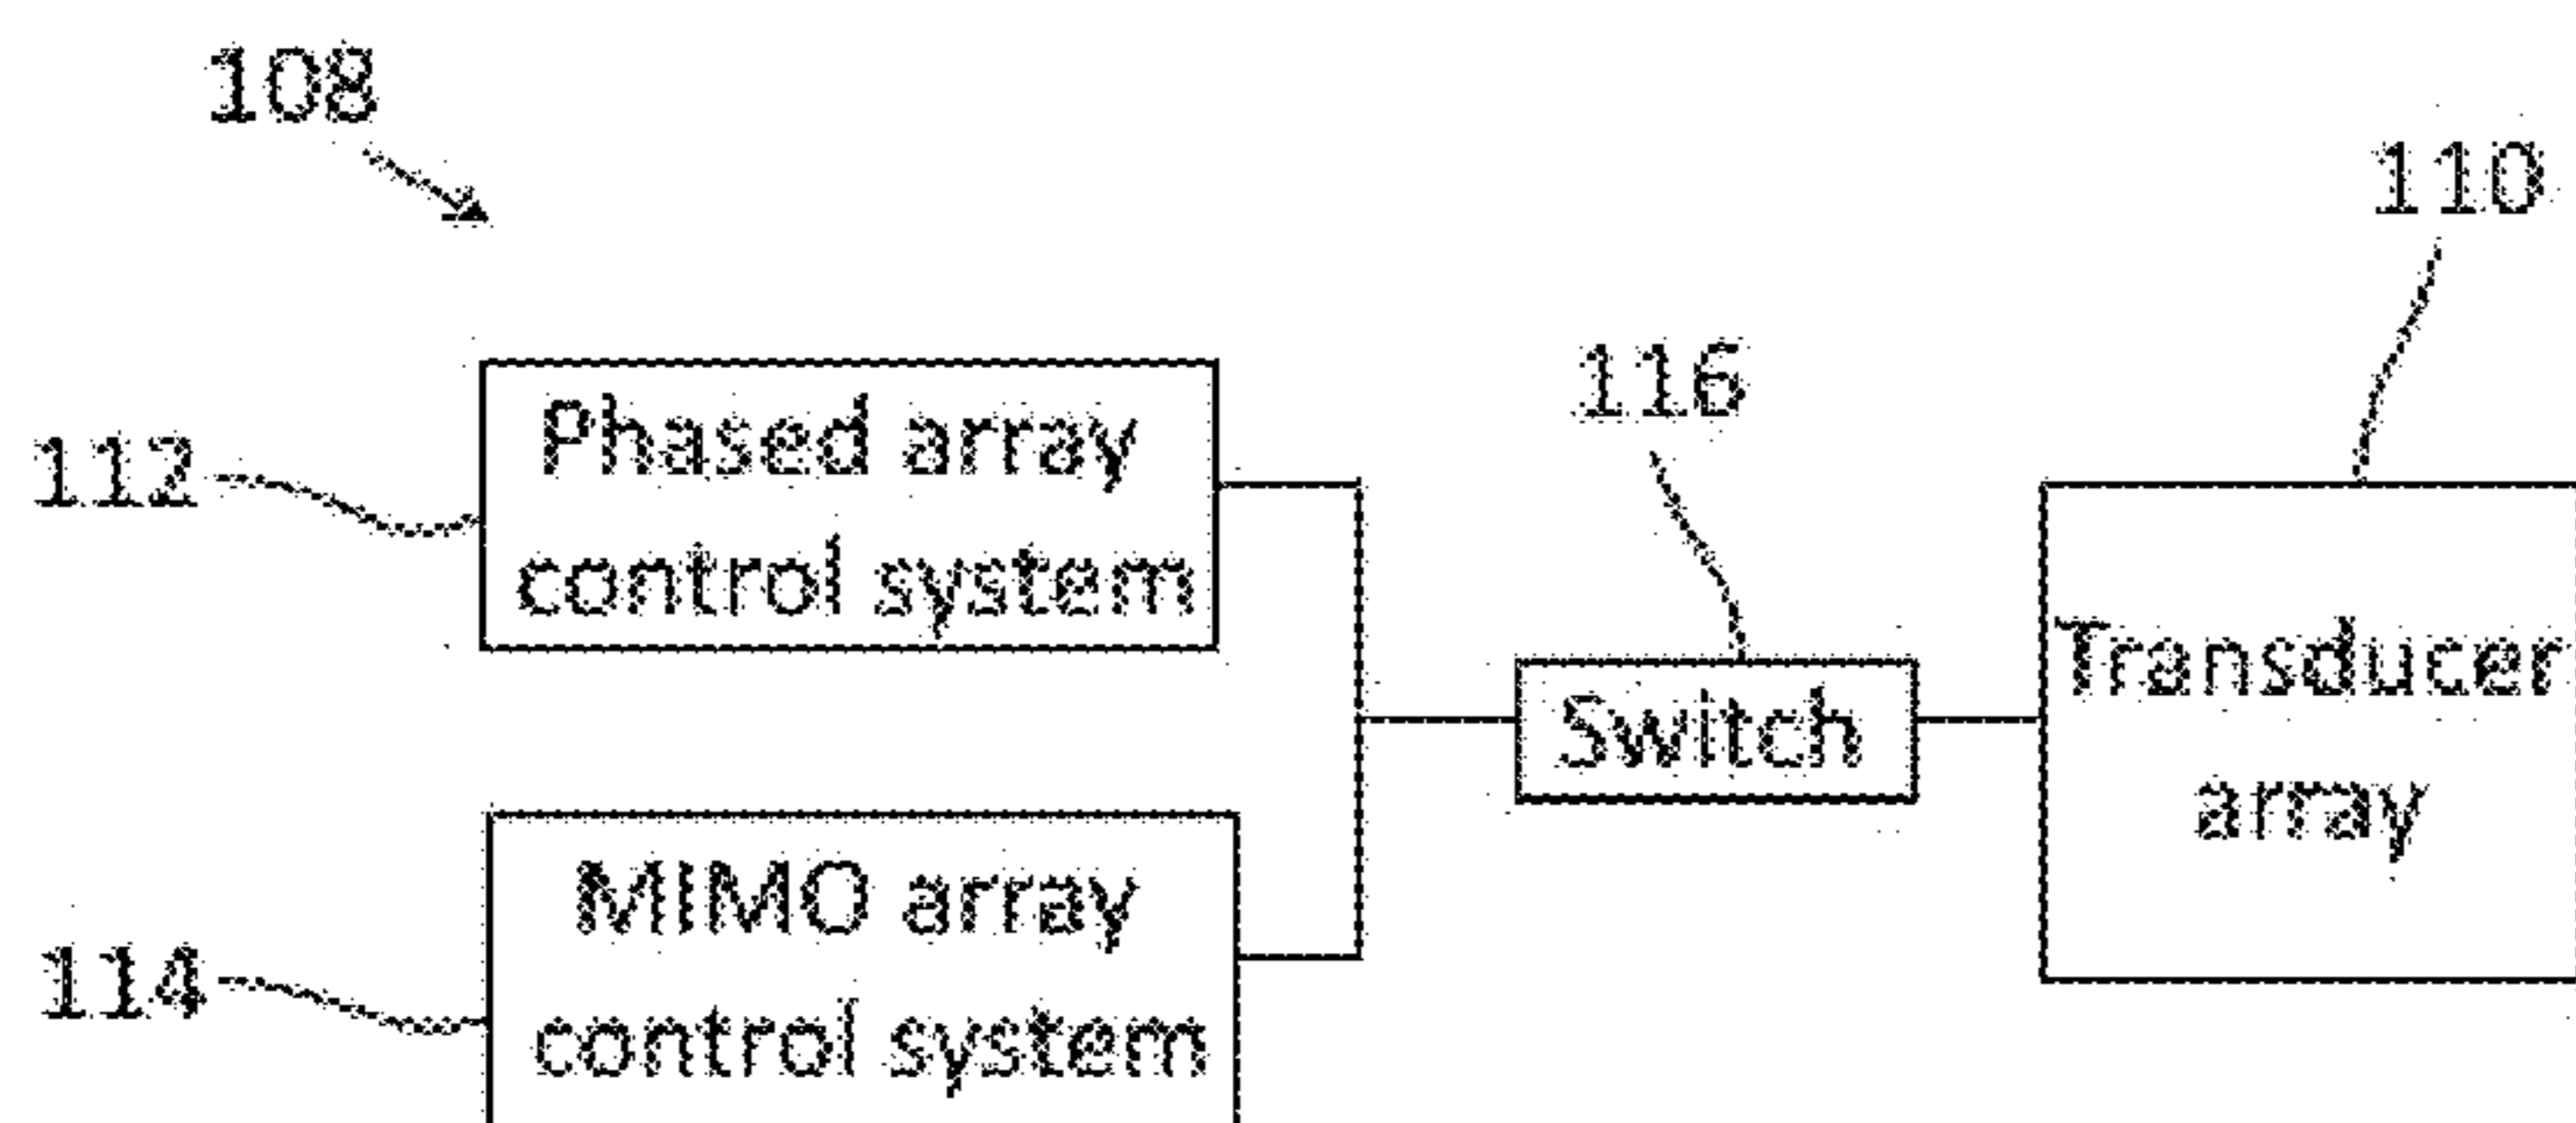 108
110
116
Phased array
control system
112
Switch
Transducer
array
MIMO array
control system
114